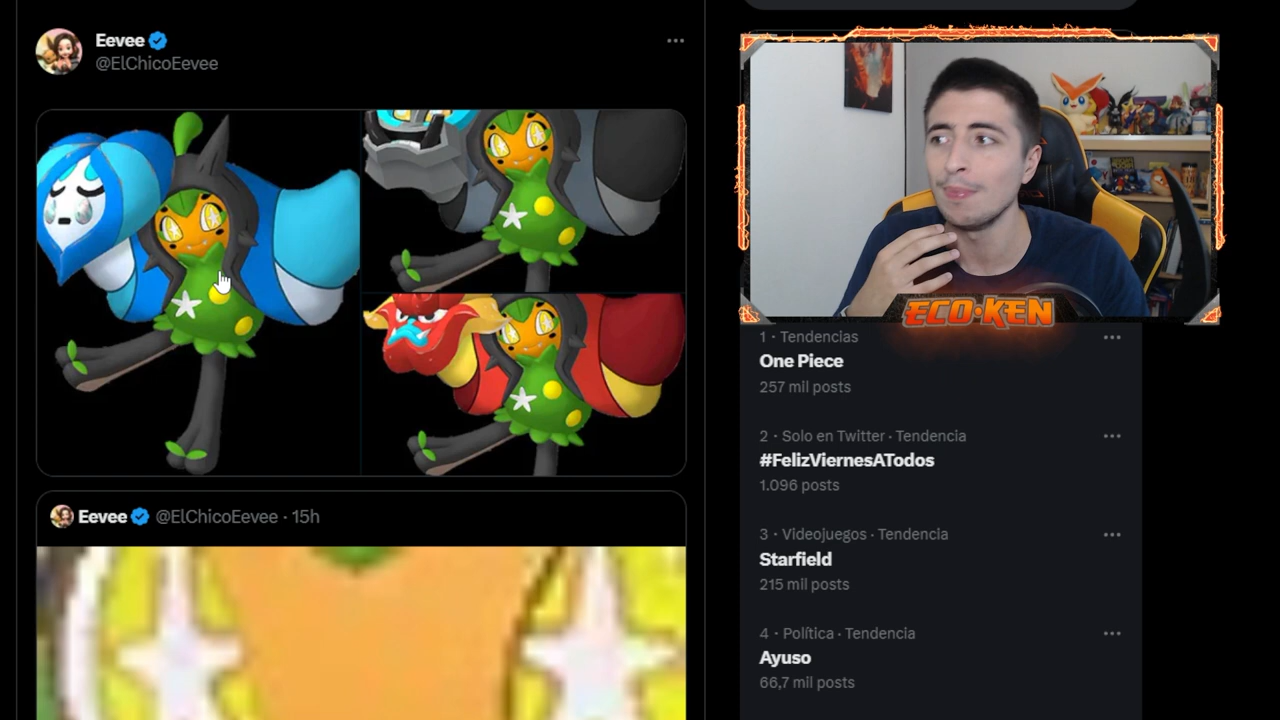 Eevee
@ElChicoEevee
Eevee @ElChicoEevee · 15h
ECO·KEN
1 · Tendencias
One Piece
257 mil posts
2 · Solo en Twitter · Tendencia
#FelizViernesATodos
1.096 posts
3 · Videojuegos · Tendencia
Starfield
215 mil posts
4 · Política · Tendencia
Ayuso
66,7 mil posts